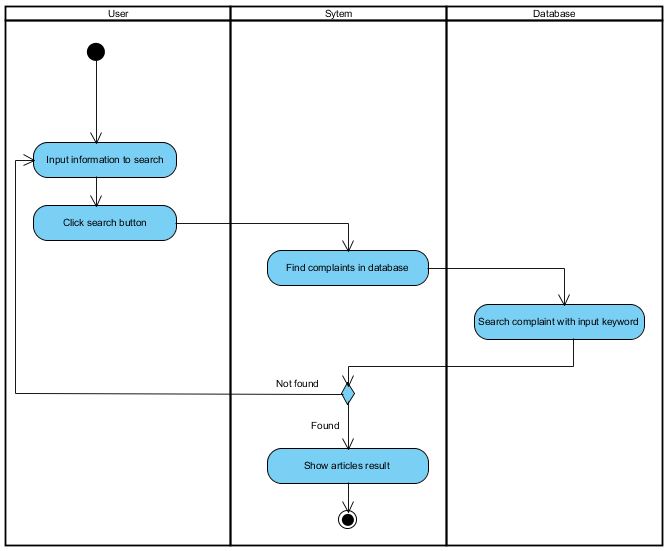 User
Sytem
Database
Input information to search
Click search button
Find complaints in database
Search complaint with input keyword
Not found
Found
Show articles result